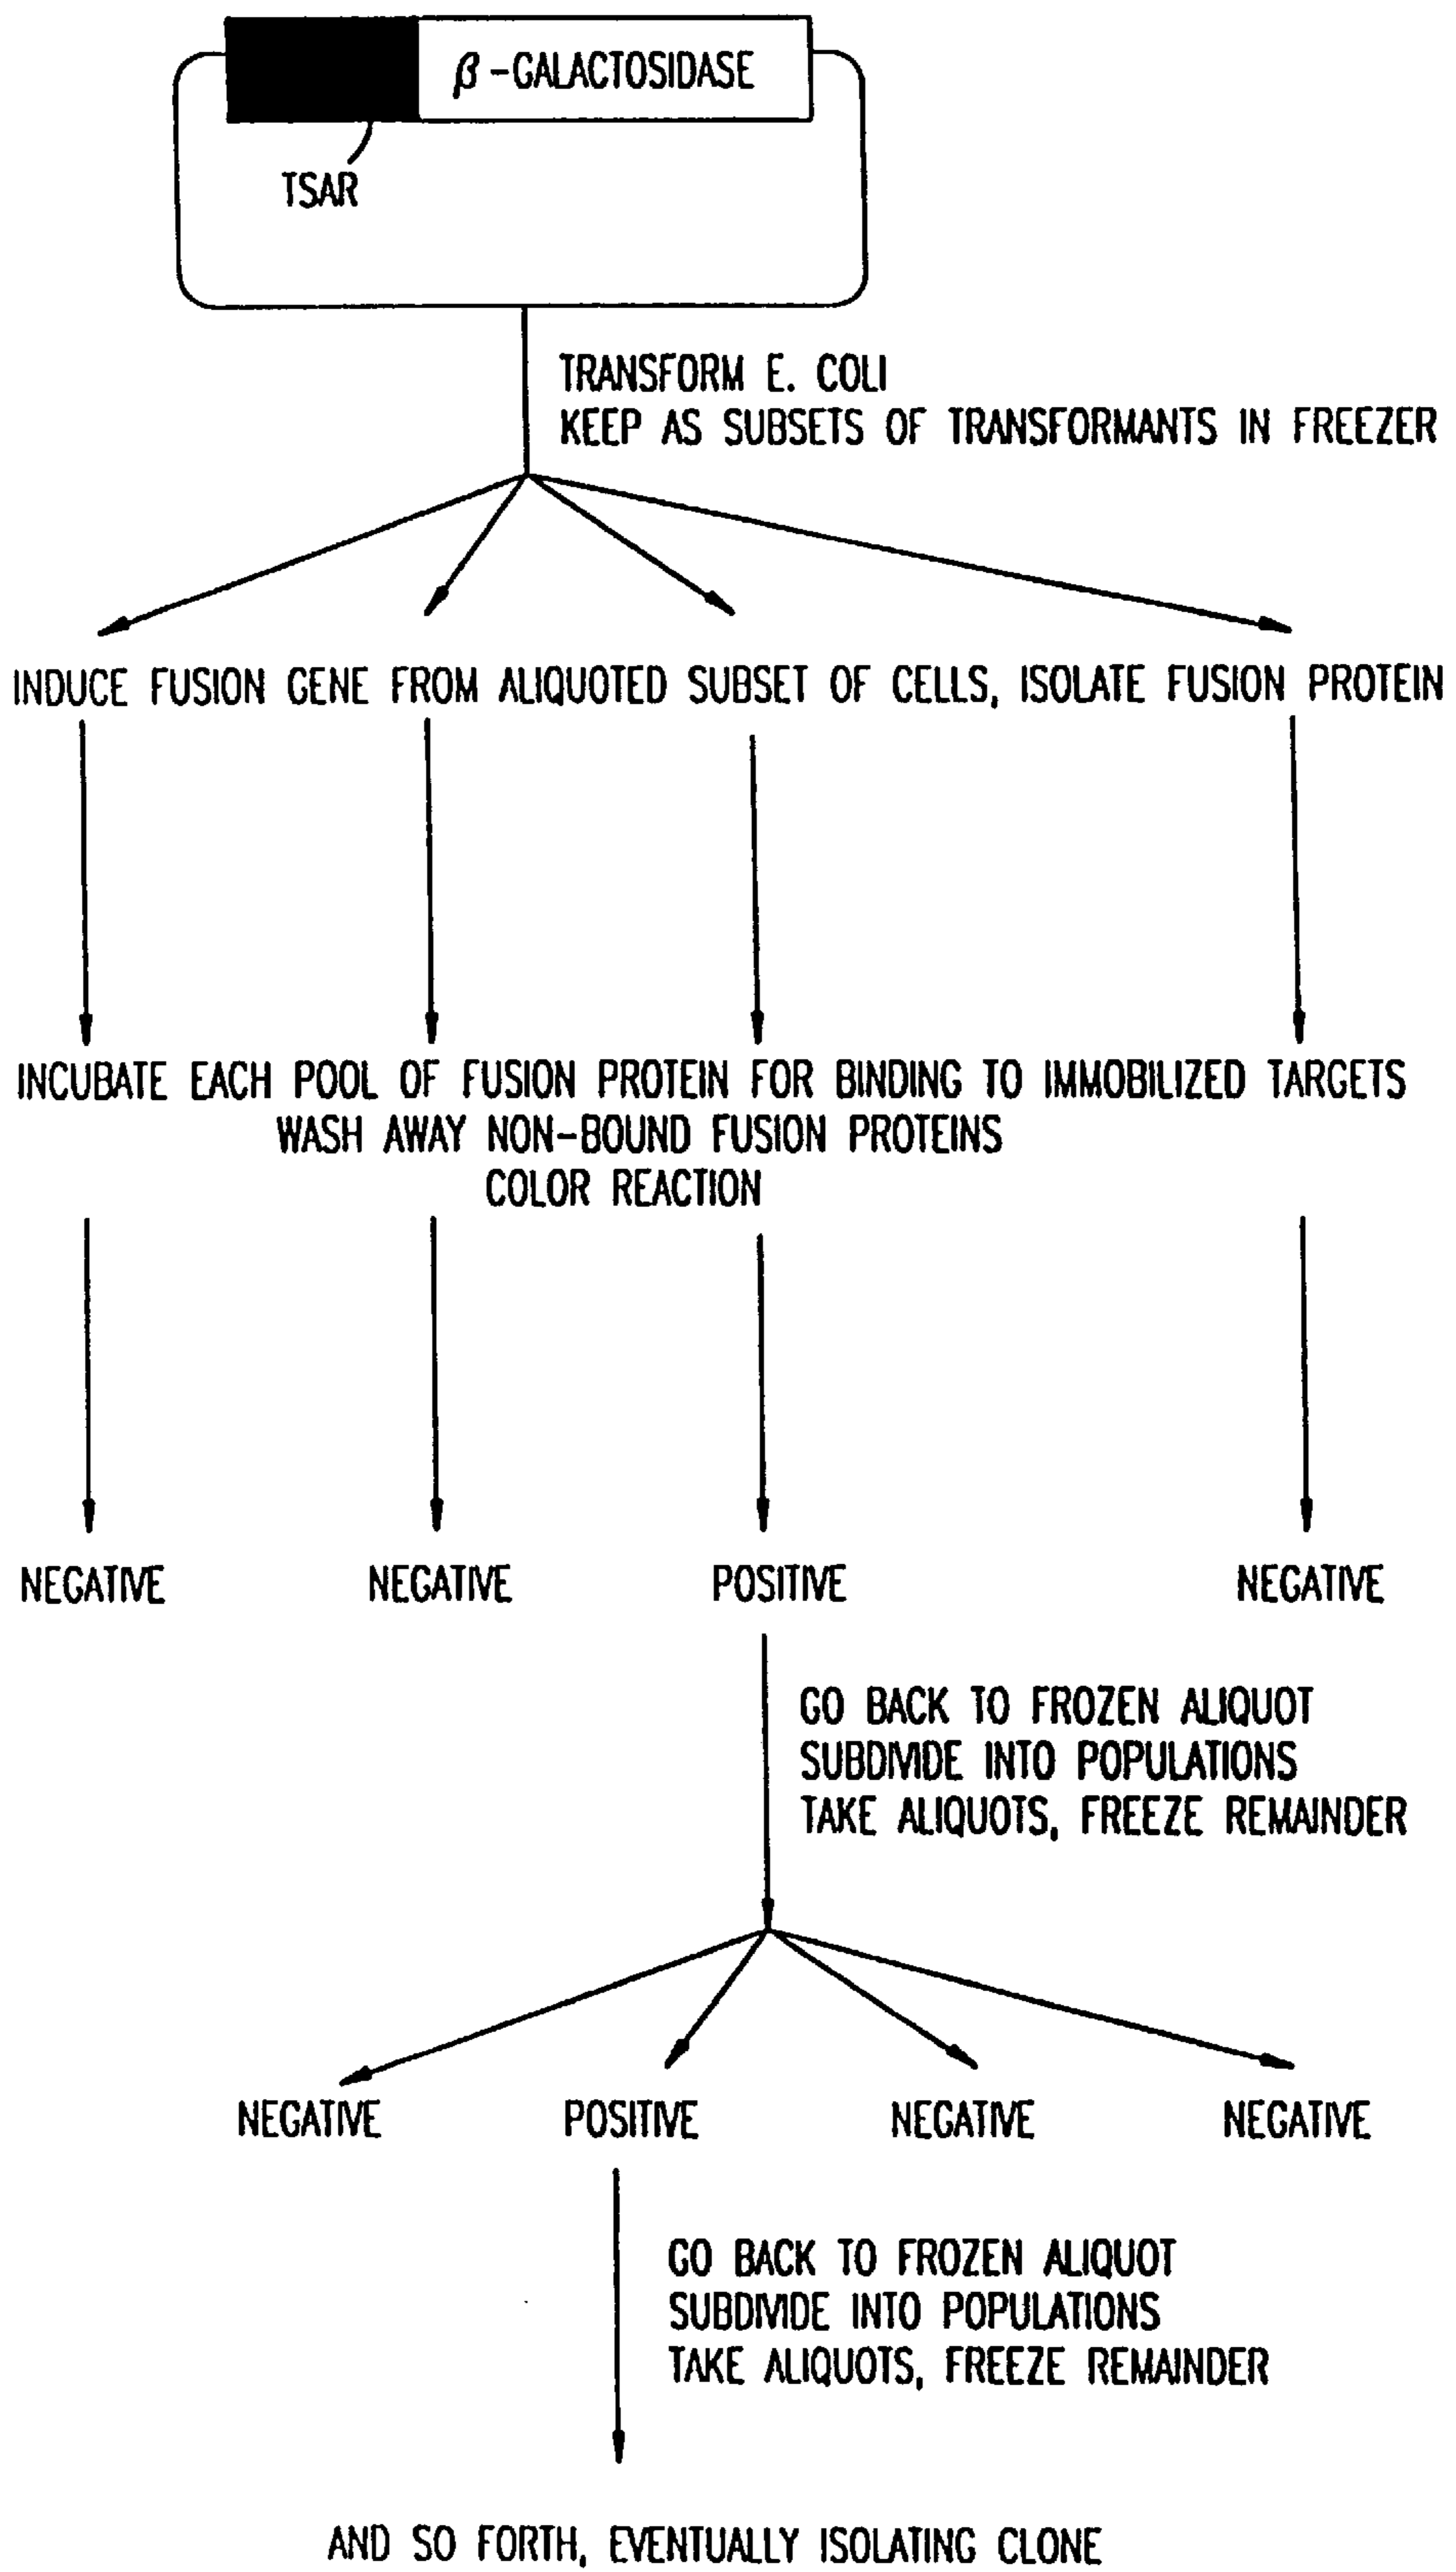 β-GALACTOSIDASE
TSAR
TRANSFORM E. COLI
KEEP AS SUBSETS OF TRANSFORMANTS IN FREEZER
INDUCE FUSION GENE FROM ALIQUOTED SUBSET OF CELLS, ISOLATE FUSION PROTEIN
INCUBATE EACH POOL OF FUSION PROTEIN FOR BINDING TO IMMOBILIZED TARGETS
WASH AWAY NON-BOUND FUSION PROTEINS
COLOR REACTION
NEGATIVE NEGATIVE POSITIVE NEGATIVE
GO BACK TO FROZEN ALIQUOT
SUBDIVIDE INTO POPULATIONS
TAKE ALIQUOTS, FREEZE REMAINDER
NEGATIVE POSITIVE NEGATIVE NEGATIVE
GO BACK TO FROZEN ALIQUOT
SUBDIVIDE INTO POPULATIONS
TAKE ALIQUOTS, FREEZE REMAINDER
AND SO FORTH, EVENTUALLY ISOLATING CLONE